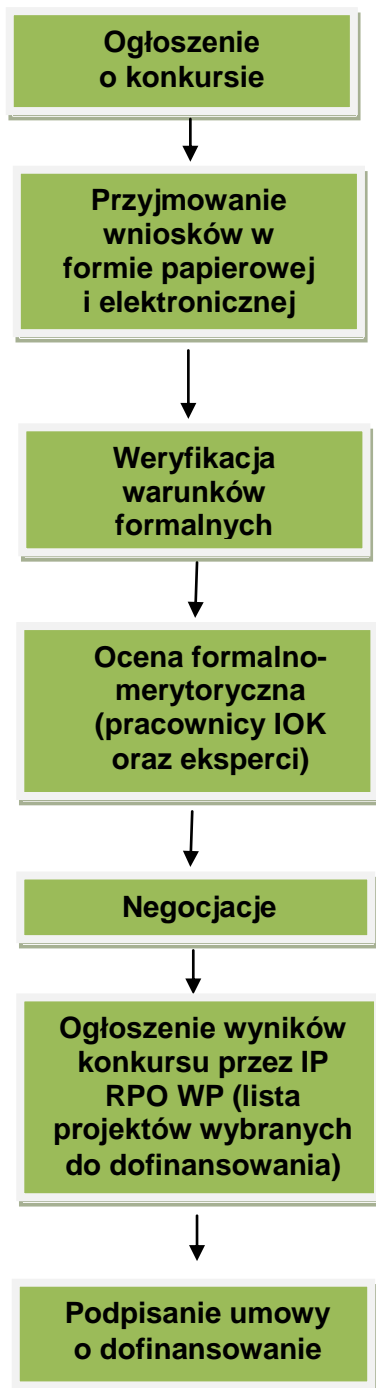 Ogłoszenie
o konkursie
Przyjmowanie
wniosków w
formie papierowej
i elektronicznej
Weryfikacja
warunków
formalnych
Ocena formalno-
merytoryczna
(pracownicy IOK
oraz eksperci)
Negocjacje
Ogłoszenie wyników
konkursu przez IP
RPO WP (lista
projektów wybranych
do dofinansowania)
Podpisanie umowy
o dofinansowanie